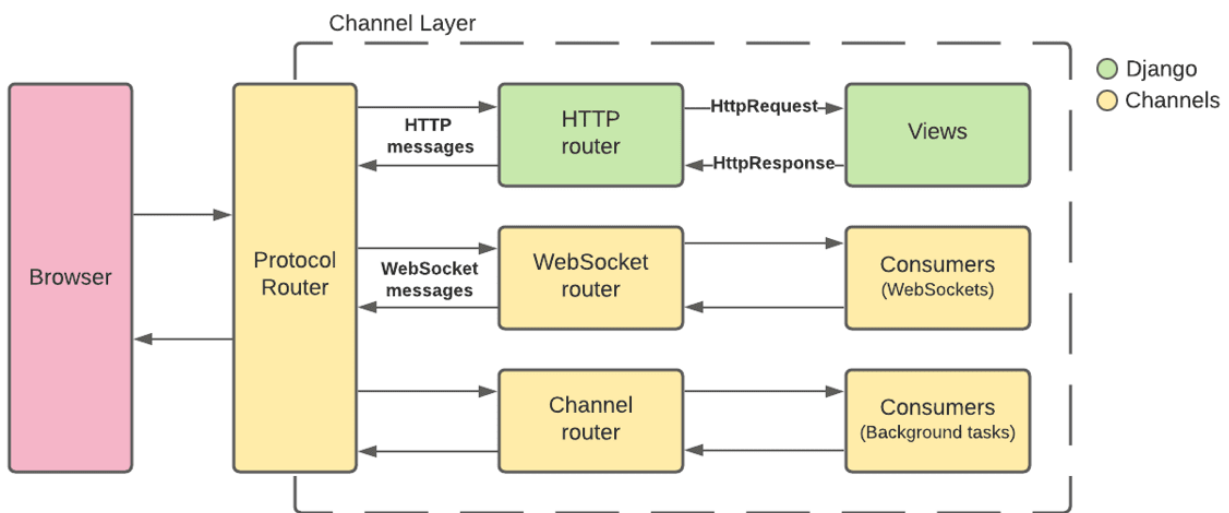 Channel Layer
Django
Channels
Browser
Protocol
Router
HTTP
messages
HTTP
router
HttpRequest
HttpResponse
Views
WebSocket
messages
WebSocket
router
Consumers
(WebSockets)
Channel
router
Consumers
(Background tasks)